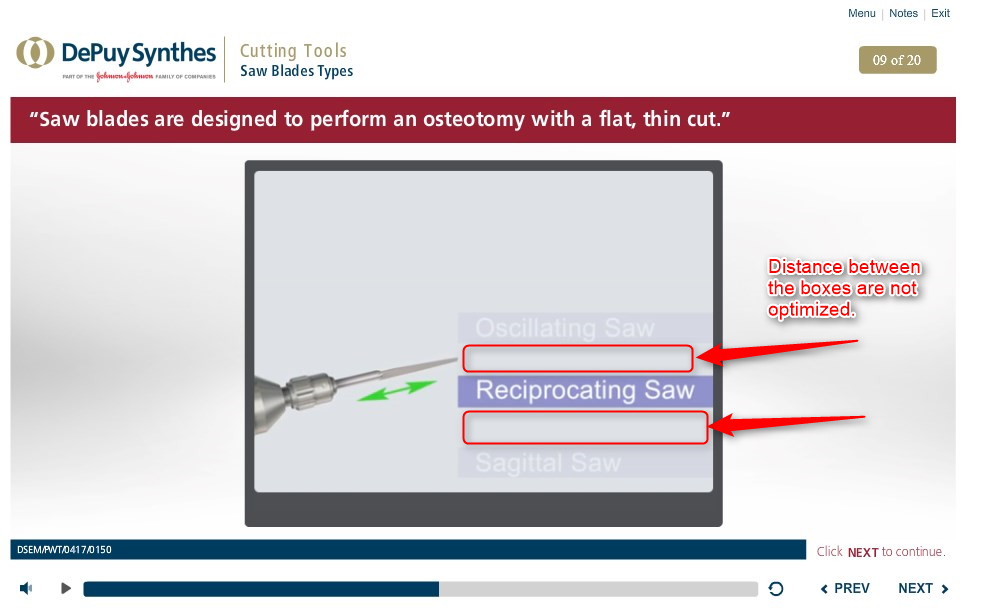 Menu | Notes | Exit
DePuy Synthes
PART OF THE Johnson & Johnson FAMILY OF COMPANIES
Cutting Tools
Saw Blades Types
09 of 20
“Saw blades are designed to perform an osteotomy with a flat, thin cut.”
Distance between
the boxes are not
optimized.
Oscillating Saw
Reciprocating Saw
Sagittal Saw
DSEM/PWT/0417/0150
Click NEXT to continue.
PREV
NEXT